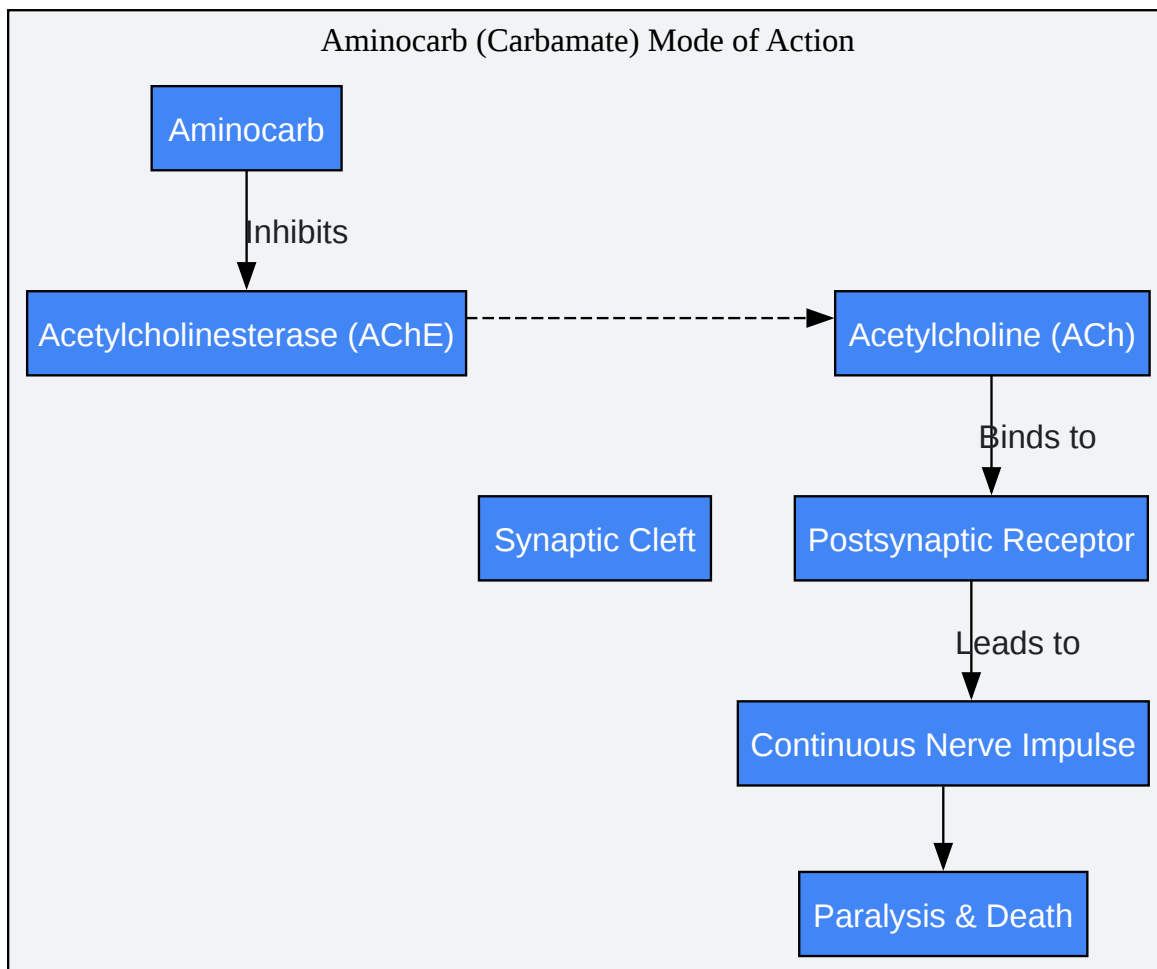 Aminocarb (Carbamate) Mode of Action
Aminocarb
Inhibits
Acetylcholinesterase (AChE)
Acetylcholine (ACh)
Binds to
Synaptic Cleft
Postsynaptic Receptor
Leads to
Continuous Nerve Impulse
Paralysis & Death